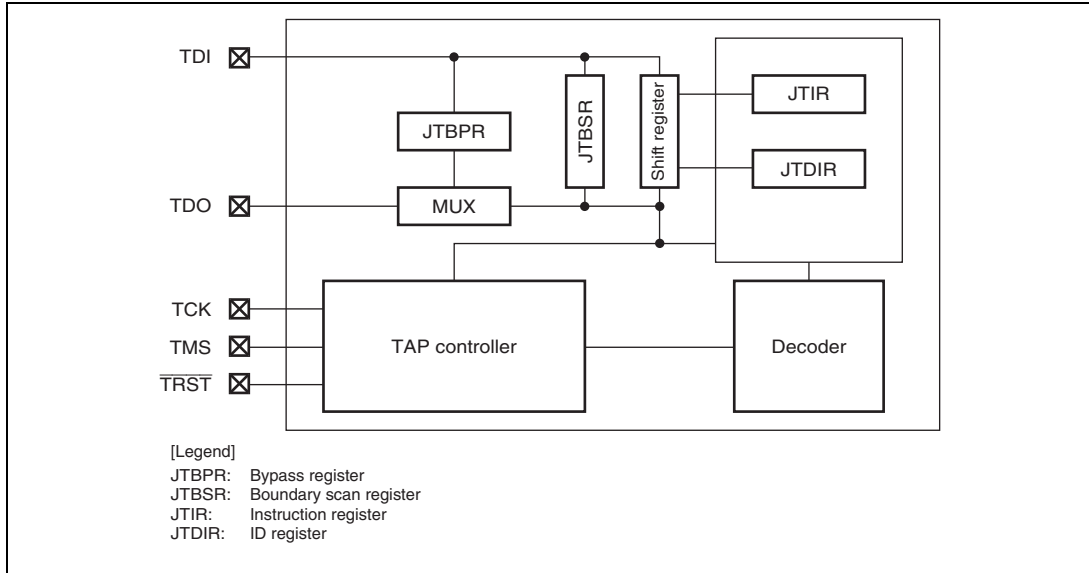 TDI
JTIR
JTBPR
JTBSR
Shift register
JTDIR
TDO
MUX
TCK
TMS
TAP controller
Decoder
TRST
[Legend]
JTBPR: Bypass register
JTBSR: Boundary scan register
JTIR: Instruction register
JTDIR: ID register